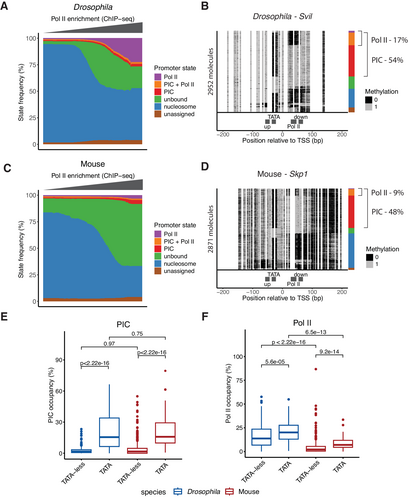 A
Drosophila
Pol II enrichment (ChIP-seq)
State frequency (%)
100
75
50
25
0
Promoter state
Pol II
PIC + Pol II
PIC
unbound
nucleosome
unassigned
B
Drosophila - Svil
2952 molecules
Pol II - 17%
PIC - 54%
Methylation
0
1
TATA
down
up
Pol II
−200
−100
0
100
200
Position relative to TSS (bp)
C
Mouse
Pol II enrichment (ChIP-seq)
State frequency (%)
100
75
50
25
0
Promoter state
Pol II
PIC + Pol II
PIC
unbound
nucleosome
unassigned
D
Mouse - Skp1
2871 molecules
Pol II - 9%
PIC - 48%
Methylation
0
1
TATA
down
up
Pol II
−200
−100
0
100
200
Position relative to TSS (bp)
E
PIC
PIC occupancy (%)
90
60
30
0
0.75
0.97
p<2.22e-16
p<2.22e-16
TATA−less
TATA
TATA−less
TATA
F
Pol II
Pol II occupancy (%)
100
75
50
25
0
6.5e-13
p < 2.22e-16
5.6e-05
9.2e-14
TATA−less
TATA
TATA−less
TATA
species
Drosophila
Mouse